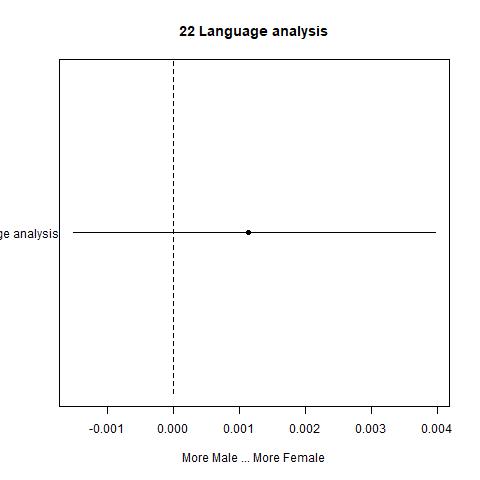 22 Language analysis
ge analysis
-0.001 0.000 0.001 0.002 0.003 0.004
More Male ... More Female